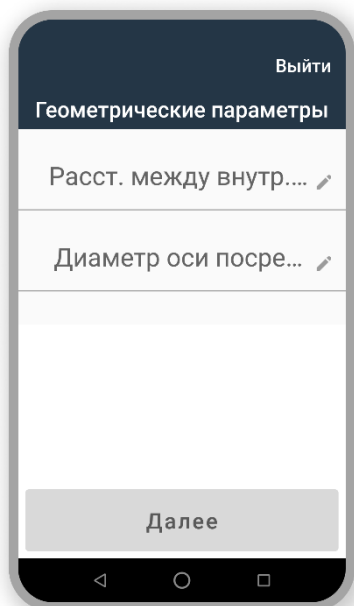 Выйти
Геометрические параметры
Расст. между внутр....
Диаметр оси посре...
Далее